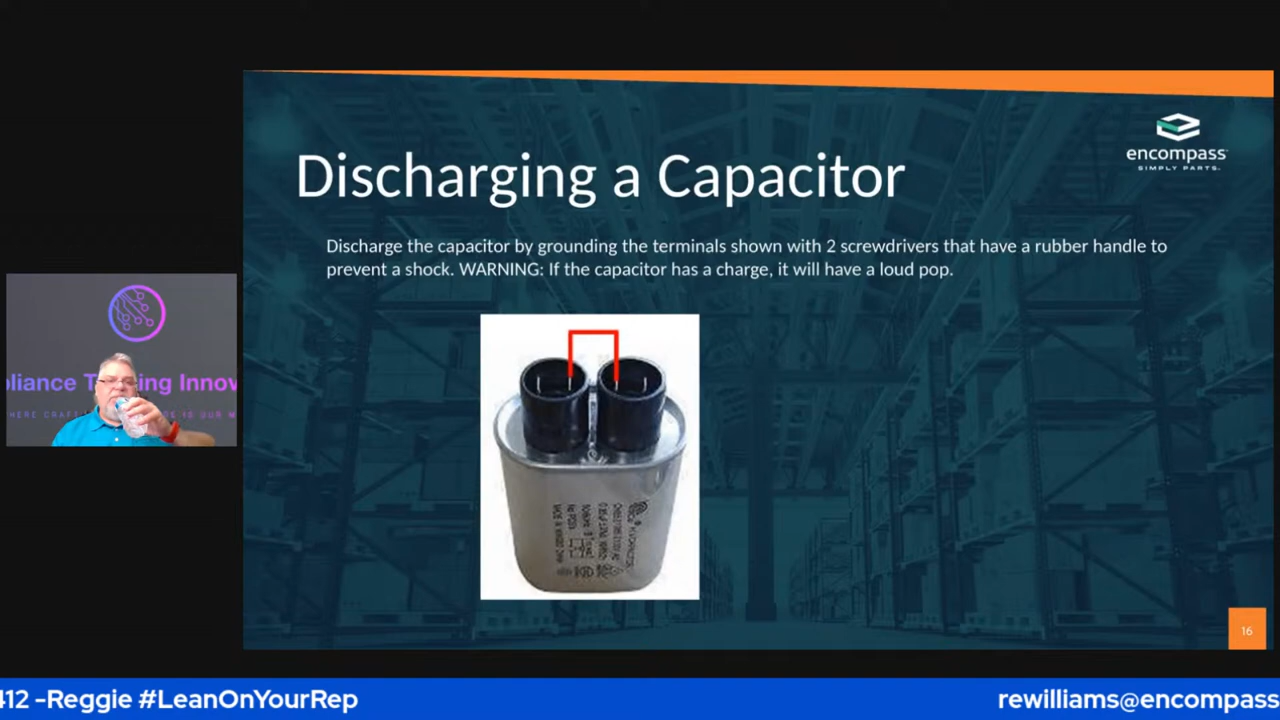 encompass
SIMPLY PARTS.
Discharging a Capacitor
Discharge the capacitor by grounding the terminals shown with 2 screwdrivers that have a rubber handle to
prevent a shock. WARNING: If the capacitor has a charge, it will have a loud pop.
pliance T ing Innov
16
412 –Reggie #LeanOnYourRep
rewilliams@encompass